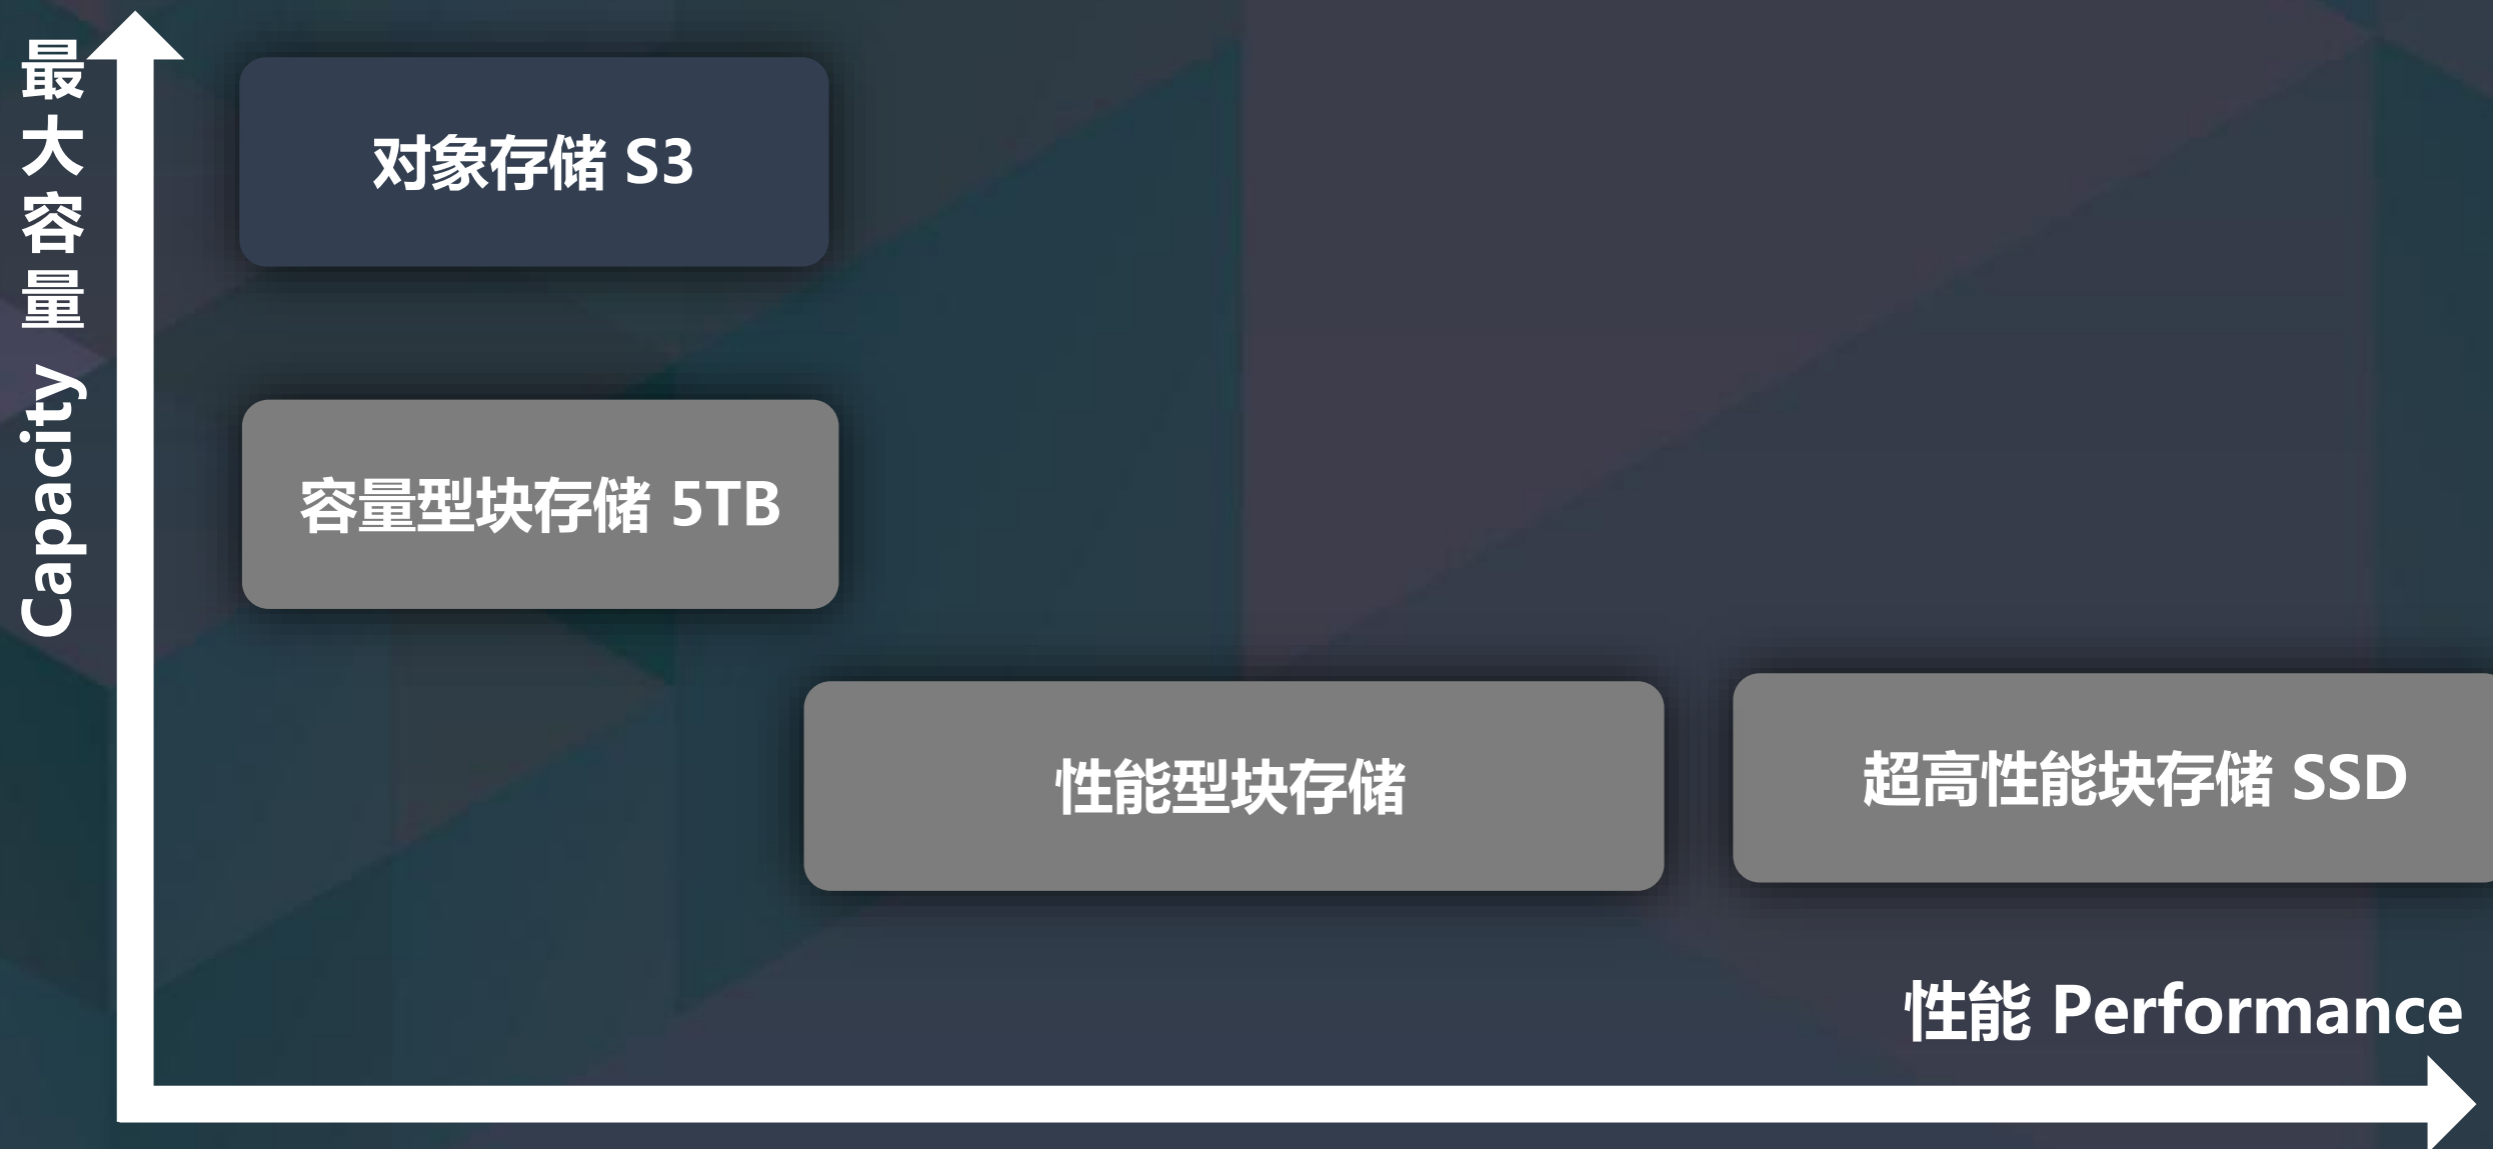 最大容量 Capacity
对象存储 S3
容量型块存储 5TB
性能型块存储
超高性能块存储 SSD
性能 Performance